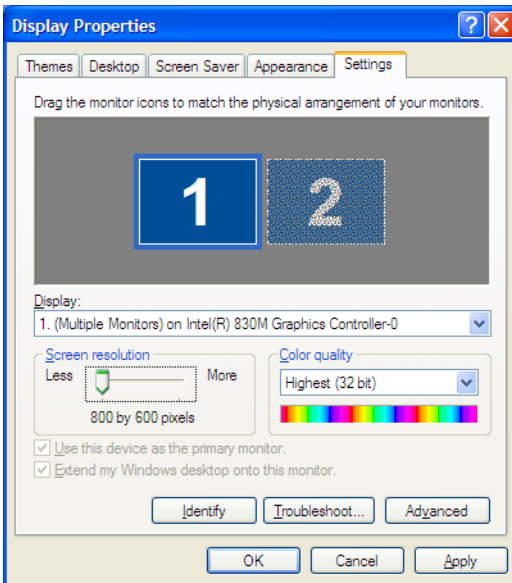 Display Properties
Themes Desktop Screen Saver Appearance Settings
Drag the monitor icons to match the physical arrangement of your monitors.
1 2
Display:
1. (Multiple Monitors) on Intel(R) 830M Graphics Controller-0
Screen resolution
Less More
800 by 600 pixels
Color quality
Highest (32 bit)
Use this device as the primary monitor.
Extend my Windows desktop onto this monitor.
Identify Troubleshoot... Advanced
OK Cancel Apply